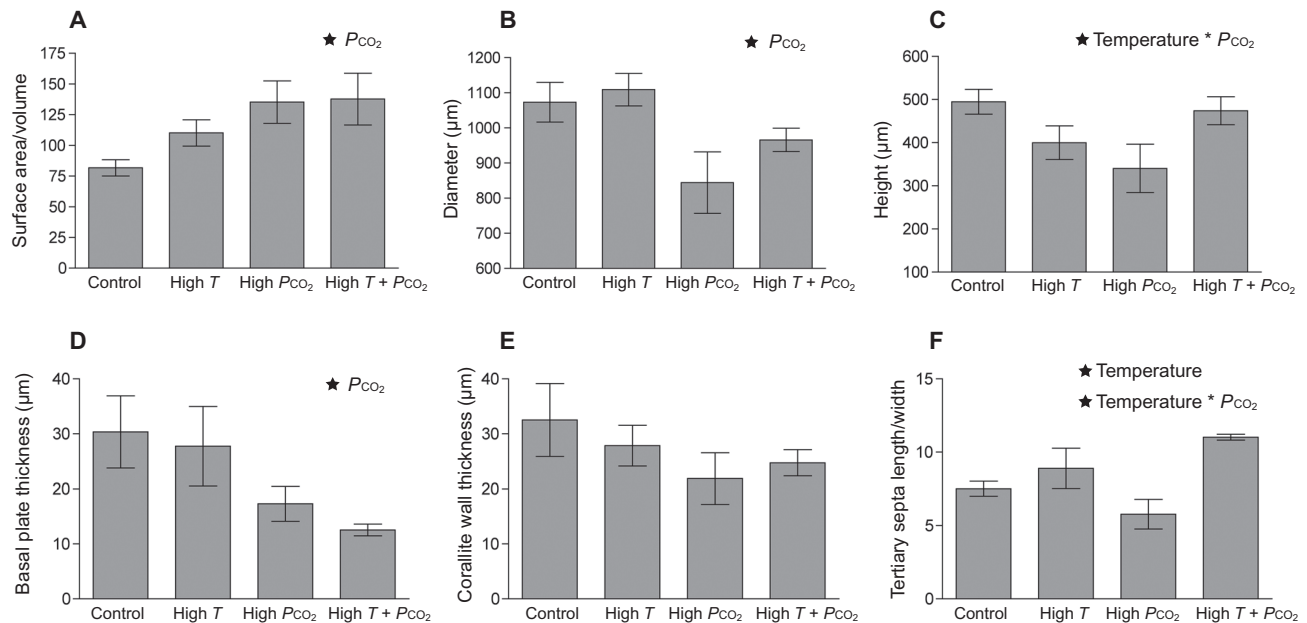 A
★ PCO₂
Surface area/volume
175
150
125
100
75
50
25
0
Control High T High PCO₂ High T + PCO₂
B
★ PCO₂
Diameter (μm)
1200
1100
1000
900
800
700
600
Control High T High PCO₂ High T + PCO₂
C
★ Temperature * PCO₂
Height (μm)
600
500
400
300
400
100
Control High T High PCO₂ High T + PCO₂
D
★ PCO₂
Basal plate thickness (μm)
40
30
20
10
0
Control High T High PCO₂ High T + PCO₂
E
Corallite wall thickness (μm)
40
30
20
10
0
Control High T High PCO₂ High T + PCO₂
F
★ Temperature
★ Temperature * PCO₂
Tertiary septa length/width
15
10
5
0
Control High T High PCO₂ High T + PCO₂